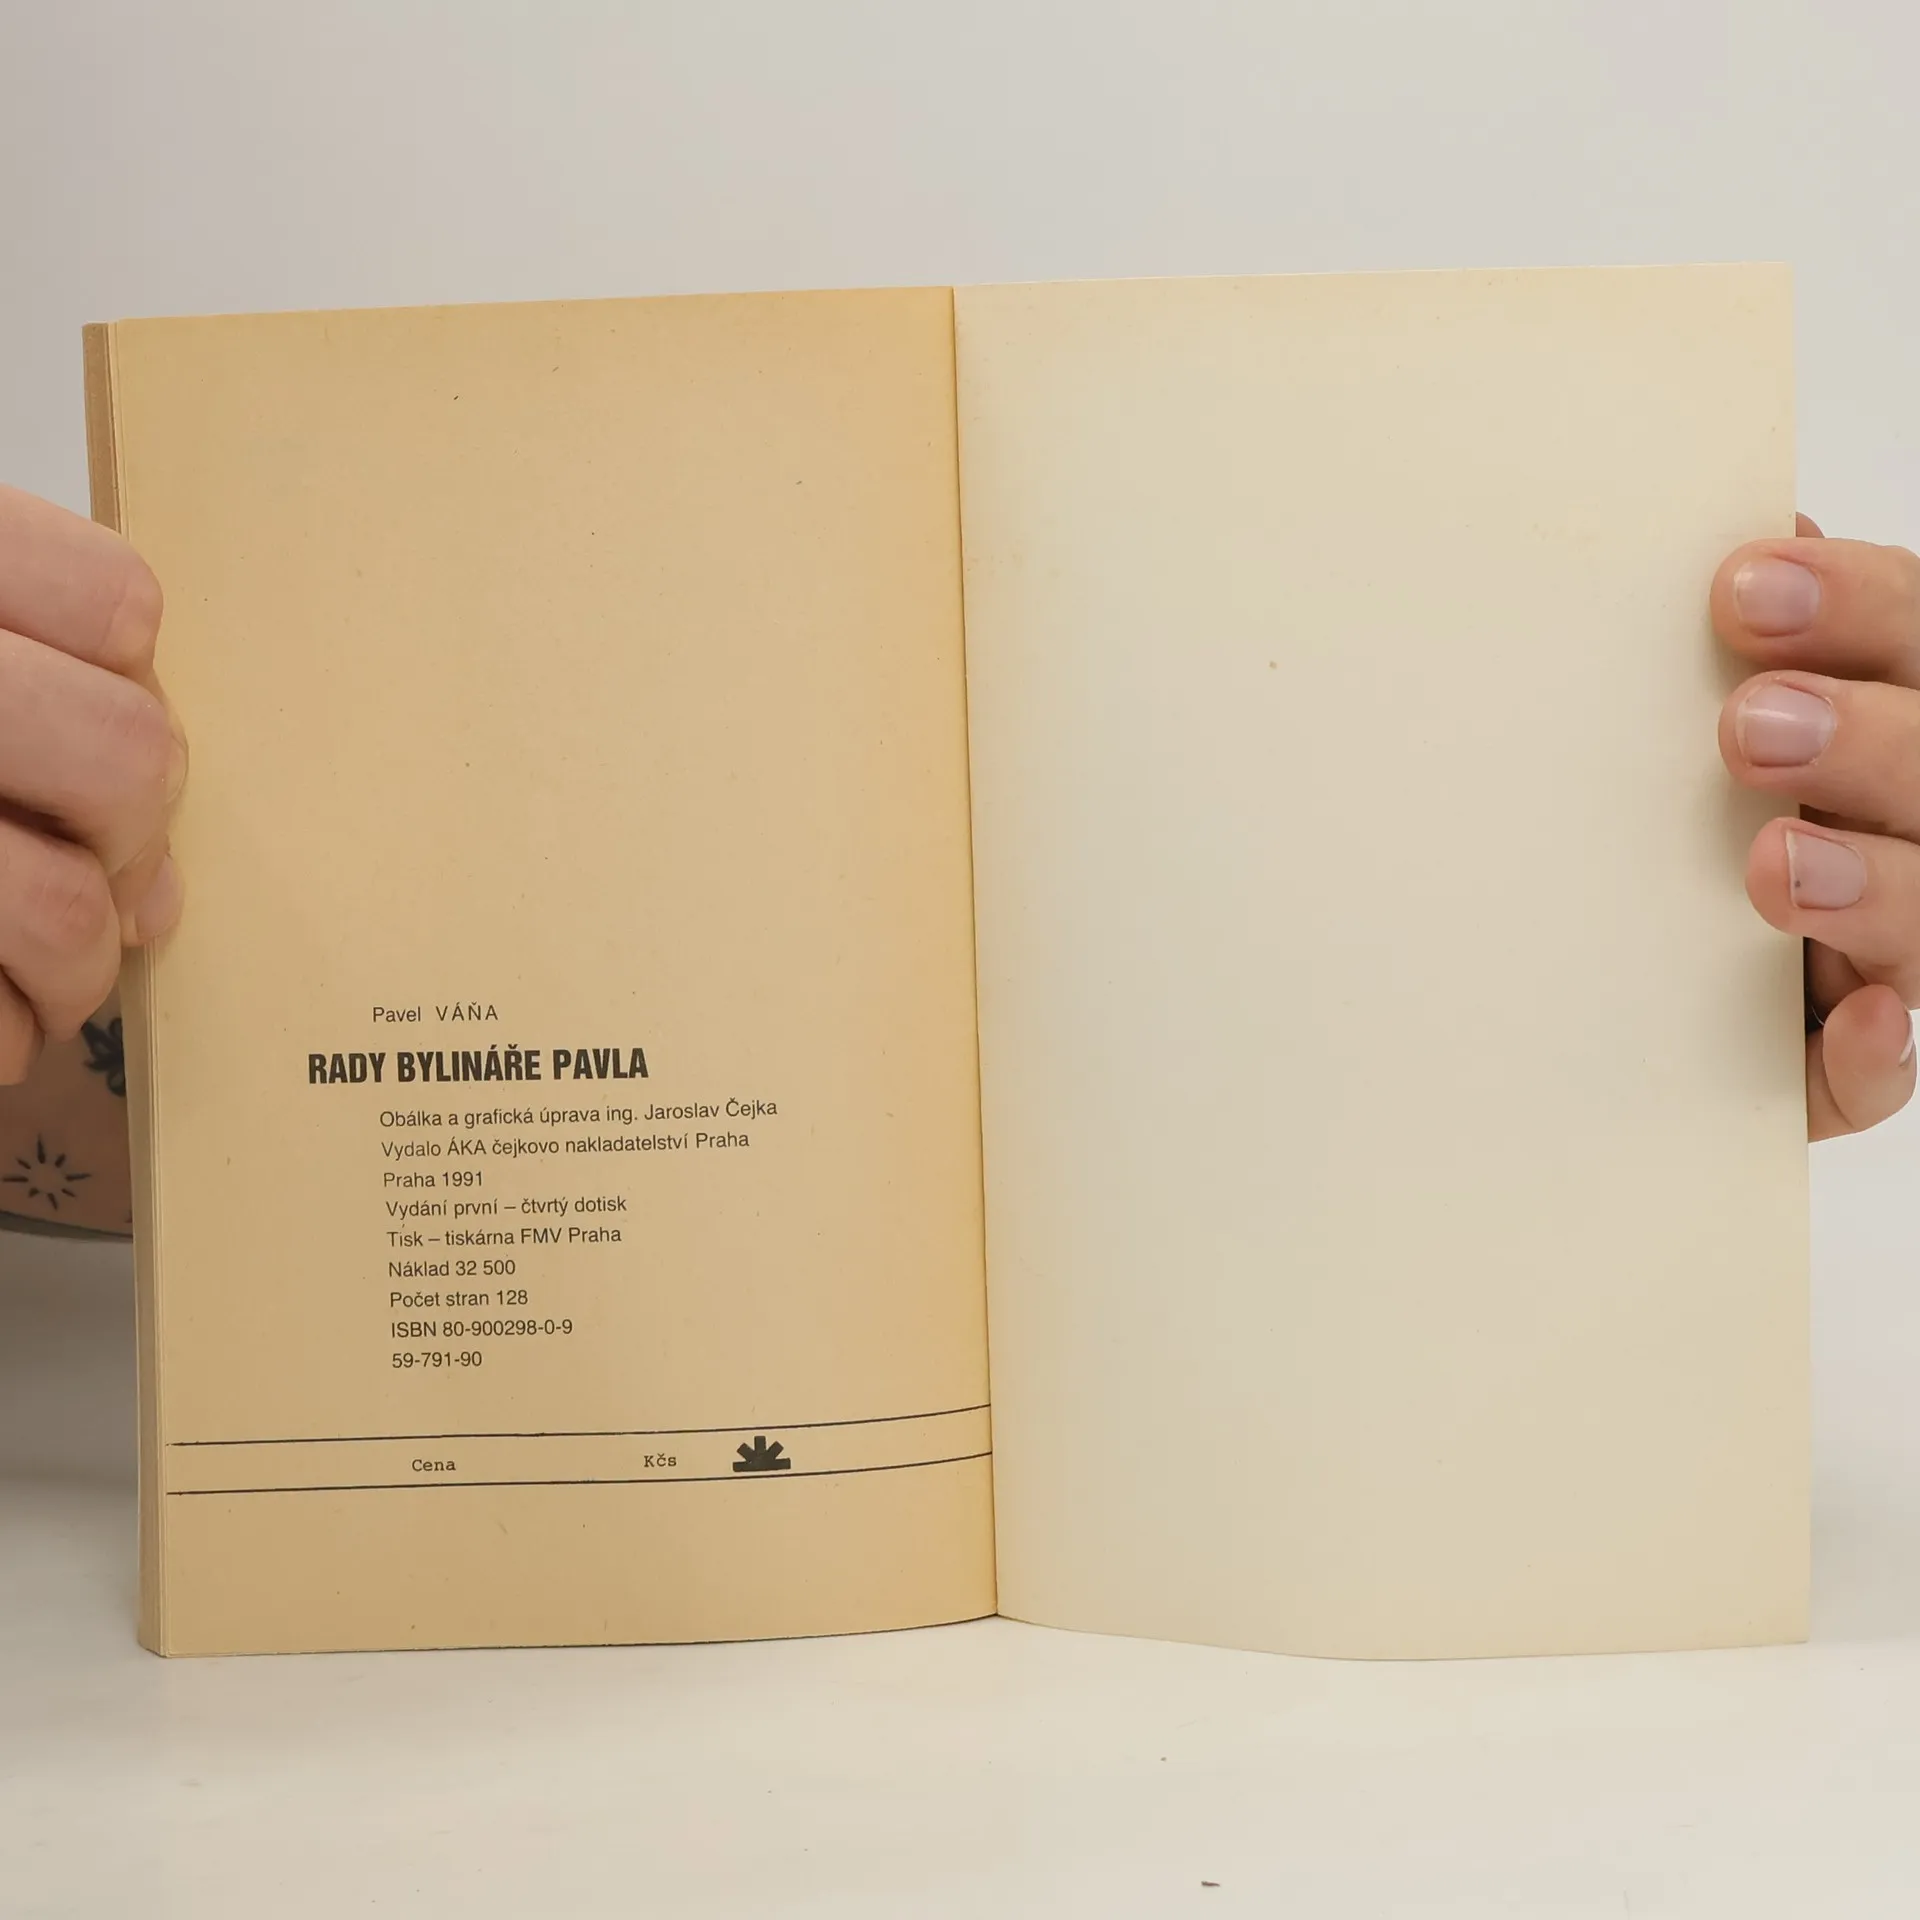 Pavel VÁŇA
RADY BYLINÁŘE PAVLA
Obálka a grafická úprava ing. Jaroslav Čejka
Vydalo ÁKA čejkovo nakladatelství Praha
Praha 1991
Vydání první – čtvrtý dotisk
Tisk – tiskárna FMV Praha
Náklad 32 500
Počet stran 128
ISBN 80-900298-0-9
59-791-90
Cena Kčs